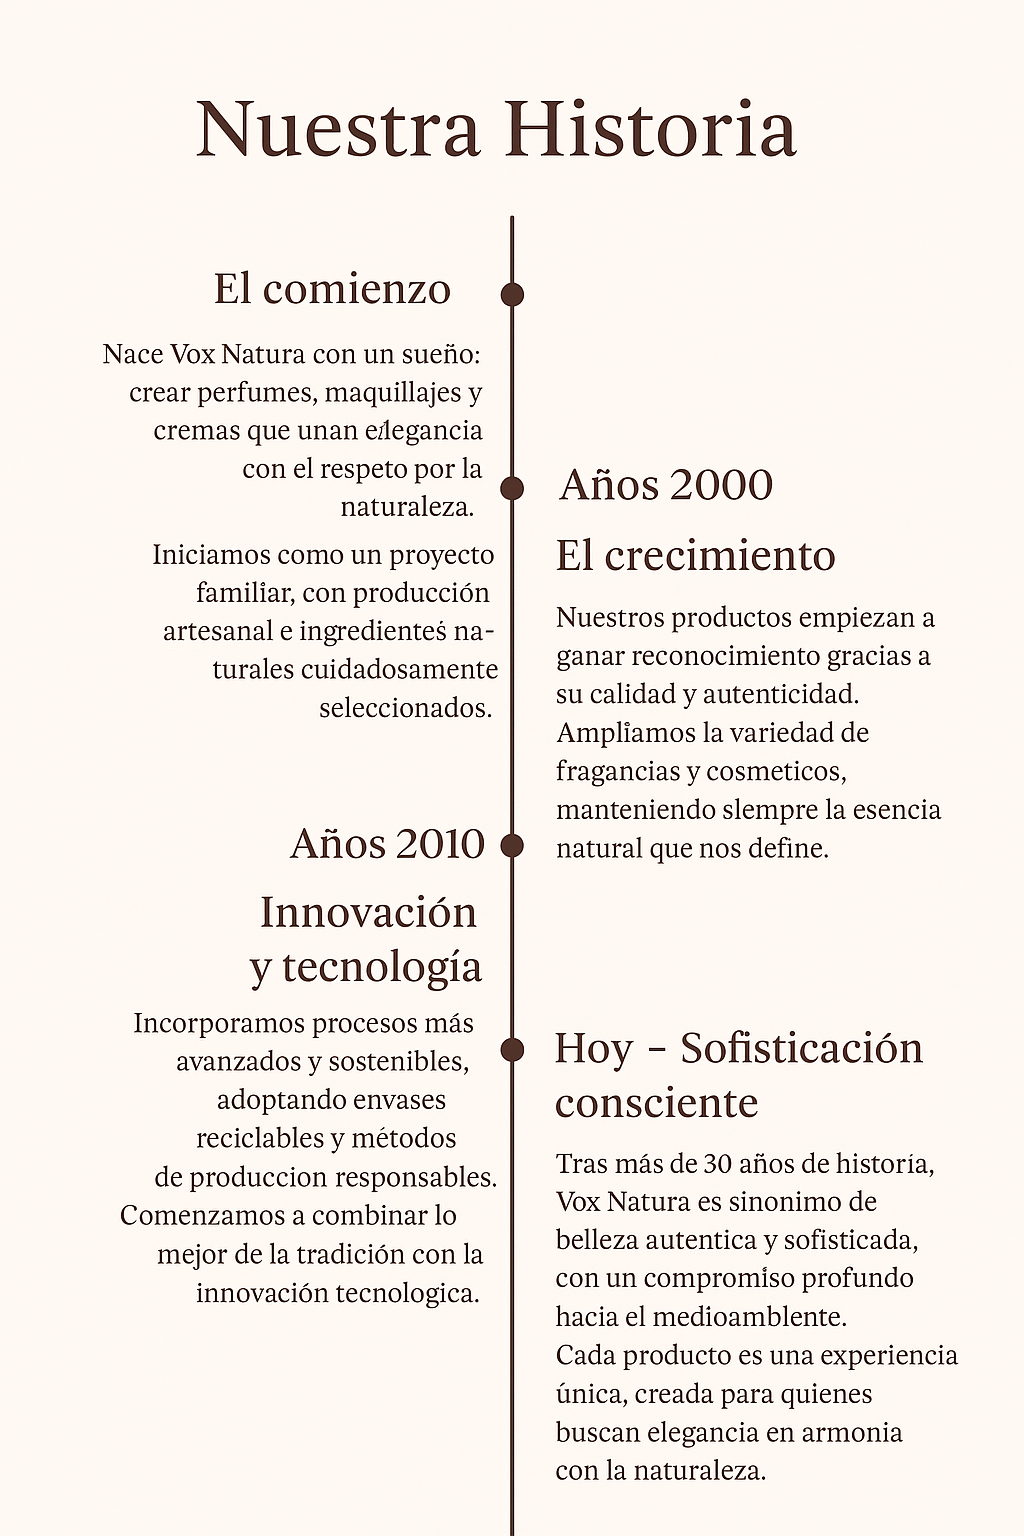 Nuestra Historia
El comienzo
Nace Vox Natura con un sueño:
crear perfumes, maquillajes y
cremas que unan elegancia
con el respeto por la
naturaleza.
Iniciamos como un proyecto
familiar, con producción
artesanal e ingredienteś na-
turales cuidadosamente
seleccionados.
Años 2000
El crecimiento
Nuestros productos empiezan a
ganar reconocimiento gracias a
su calidad y autenticidad.
Ampliamos la variedad de
fragancias y cosmeticos,
manteniendo slempre la esencia
natural que nos define.
Años 2010
Innovación
y tecnología
Incorporamos procesos más
avanzados y sostenibles,
adoptando envases
reciclables y métodos
de produccion responsables.
Comenzamos a combinar lo
mejor de la tradición con la
innovación tecnologica.
Hoy – Sofisticación
consciente
Tras más de 30 años de historía,
Vox Natura es sinonimo de
belleza autentica y sofisticada,
con un compromiso profundo
hacia el medioamblente.
Cada producto es una experiencia
única, creada para quienes
buscan elegancia en armonia
con la naturaleza.